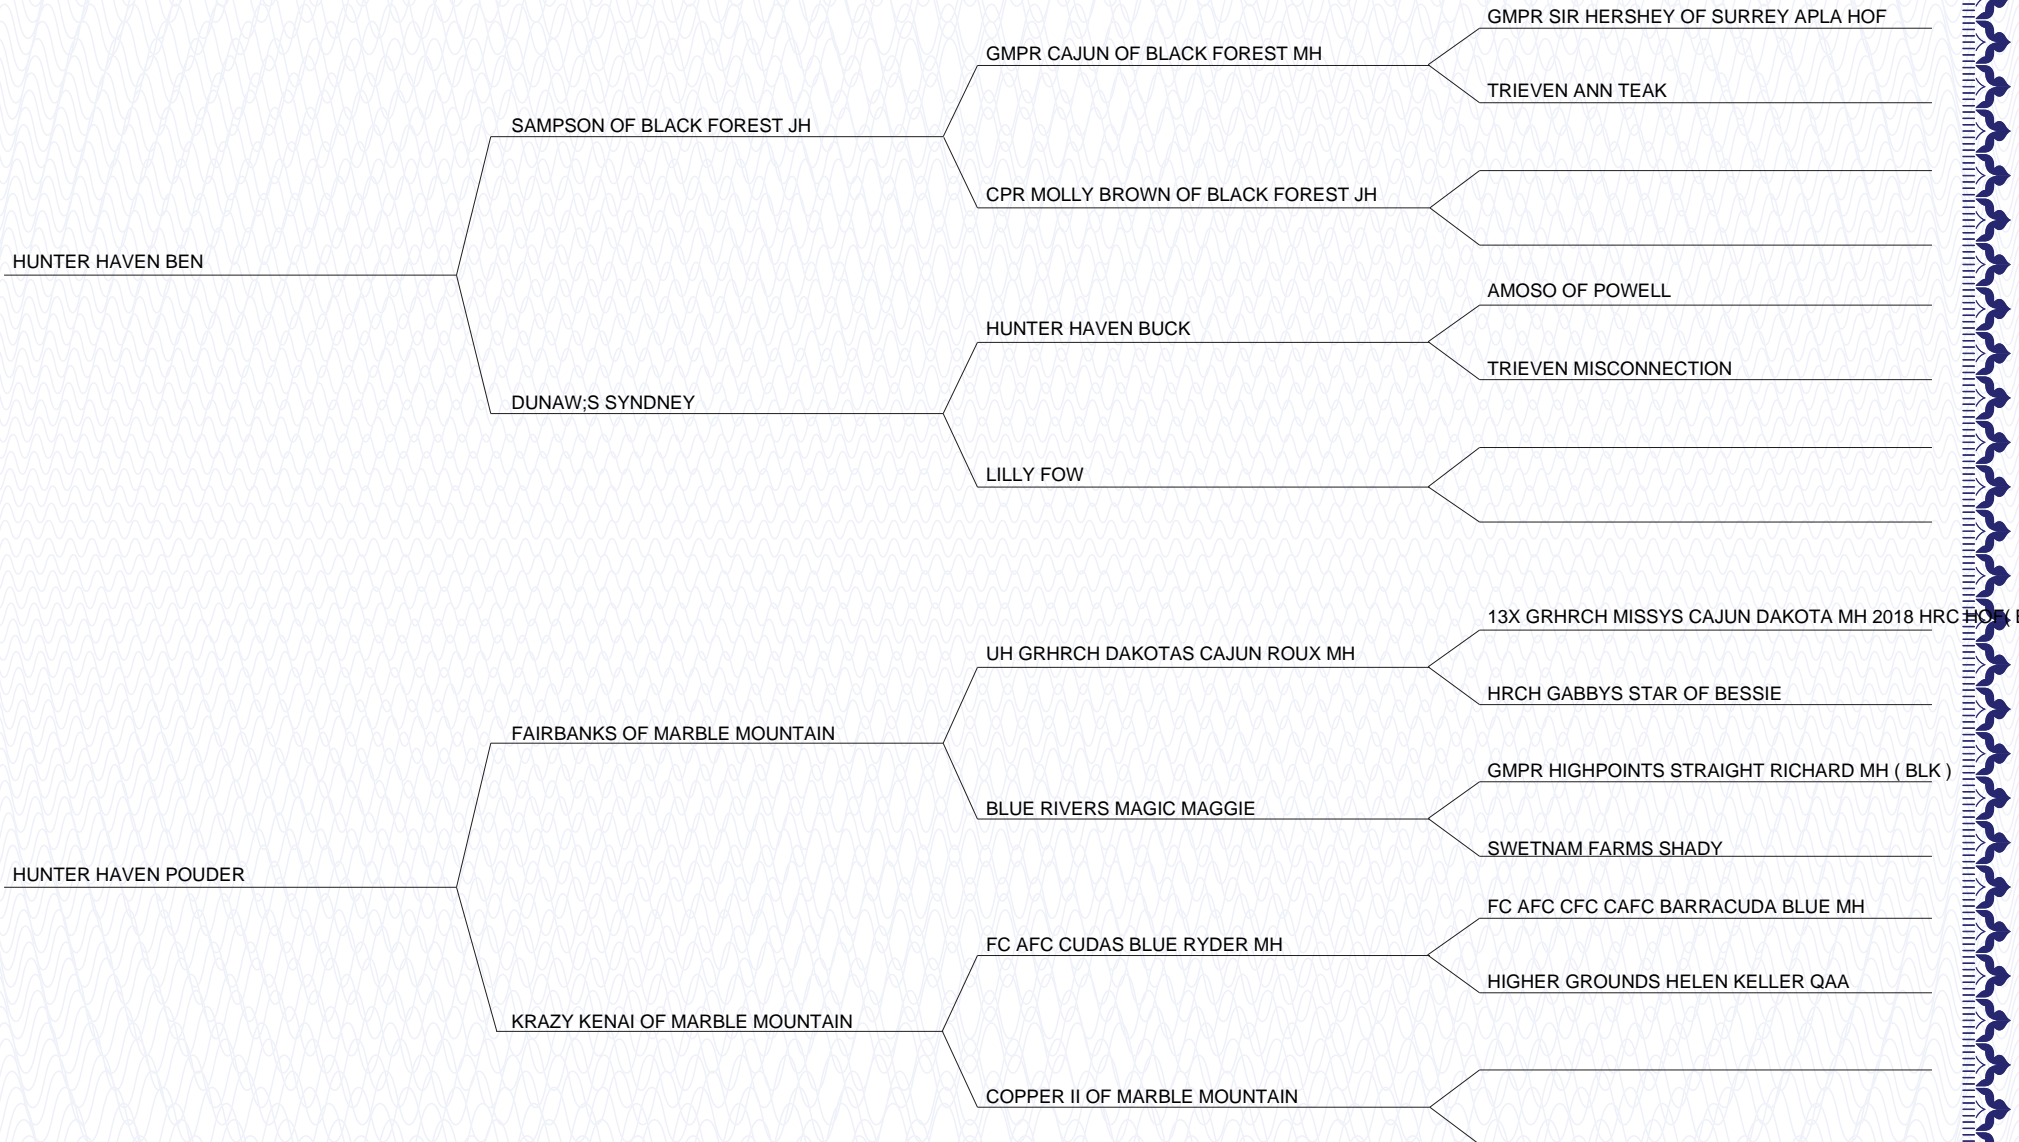 GMPR SIR HERSHEY OF SURREY APLA HOF
GMPR CAJUN OF BLACK FOREST MH
TRIEVEN ANN TEAK
SAMPSON OF BLACK FOREST JH
CPR MOLLY BROWN OF BLACK FOREST JH
HUNTER HAVEN BEN
AMOSO OF POWELL
HUNTER HAVEN BUCK
TRIEVEN MISCONNECTION
DUNAW;S SYNDNEY
LILLY FOW
13X GRHRCH MISSYS CAJUN DAKOTA MH 2018 HRC HOF(
UH GRHRCH DAKOTAS CAJUN ROUX MH
HRCH GABBYS STAR OF BESSIE
FAIRBANKS OF MARBLE MOUNTAIN
GMPR HIGHPOINTS STRAIGHT RICHARD MH ( BLK )
BLUE RIVERS MAGIC MAGGIE
SWETNAM FARMS SHADY
HUNTER HAVEN POUDER
FC AFC CFC CAFC BARRACUDA BLUE MH
FC AFC CUDAS BLUE RYDER MH
HIGHER GROUNDS HELEN KELLER QAA
KRAZY KENAI OF MARBLE MOUNTAIN
COPPER II OF MARBLE MOUNTAIN